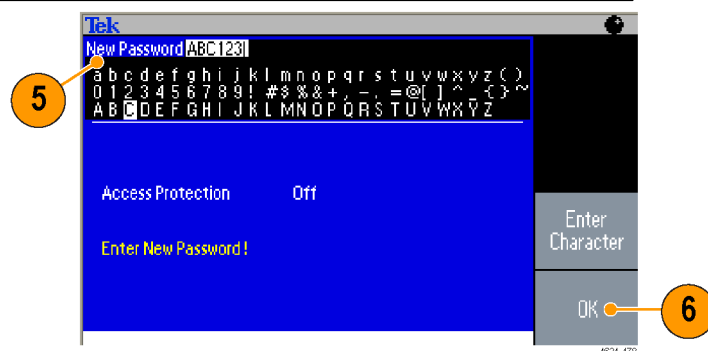 Tek
New Password ABC123
a b c d e f g h i j k l m n o p q r s t u v w x y z ( )
0 1 2 3 4 5 6 7 8 9 ! # $ % & + , - . = @ [ ] ^ _ { } ~
A B C D E F G H I J K L M N O P Q R S T U V W X Y Z
5
Access Protection Off
Enter
Character
Enter New Password !
OK
6